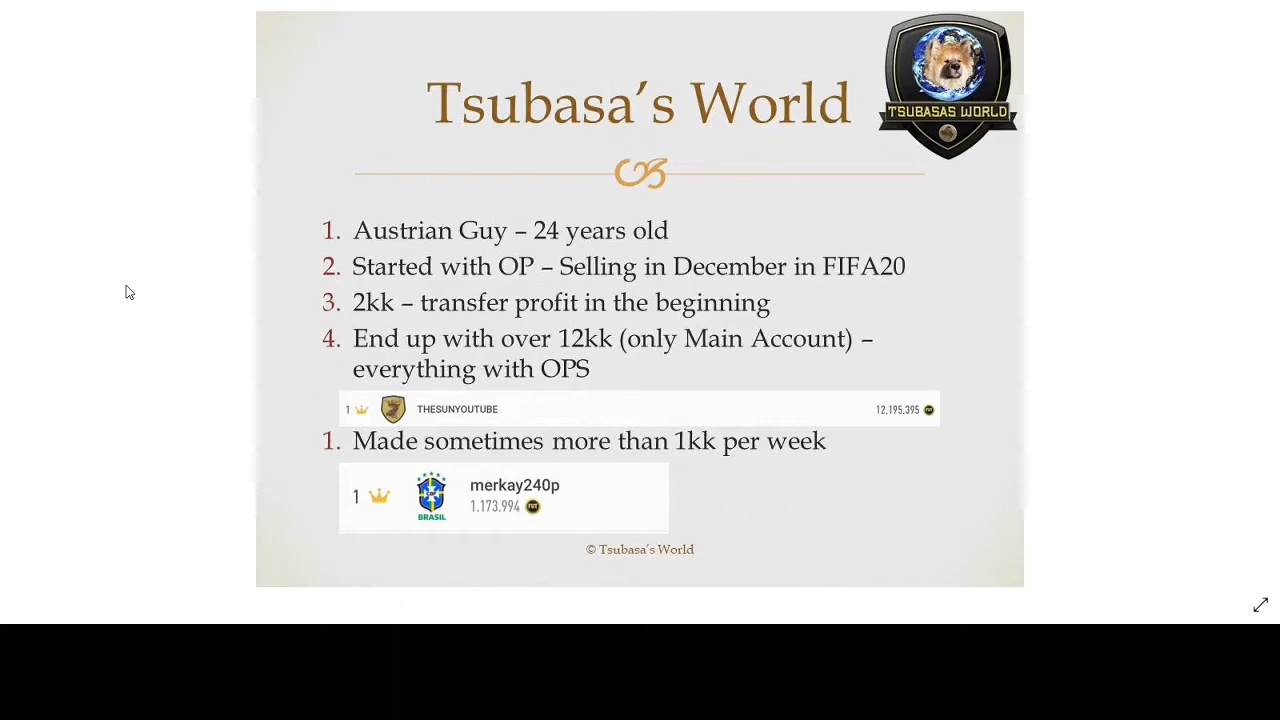 Tsubasa's World
TSUBASAS WORLD
1. Austrian Guy – 24 years old
2. Started with OP – Selling in December in FIFA20
3. 2kk – transfer profit in the beginning
4. End up with over 12kk (only Main Account) –
everything with OPS
1 THESUNYOUTUBE 12,195,395 FUT
1. Made sometimes more than 1kk per week
1 CBF merkay240p
1.173.994 FUT
BRASIL
© Tsubasa's World